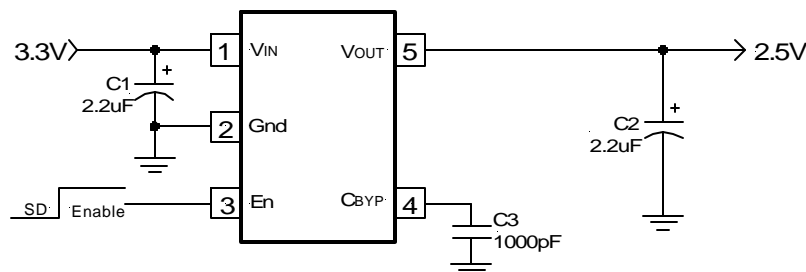 3.3V
1
VIN
VOUT
5
2.5V
C1
2.2uF
2
Gnd
C2
2.2uF
SD
Enable
3
En
CBYP
4
C3
1000pF